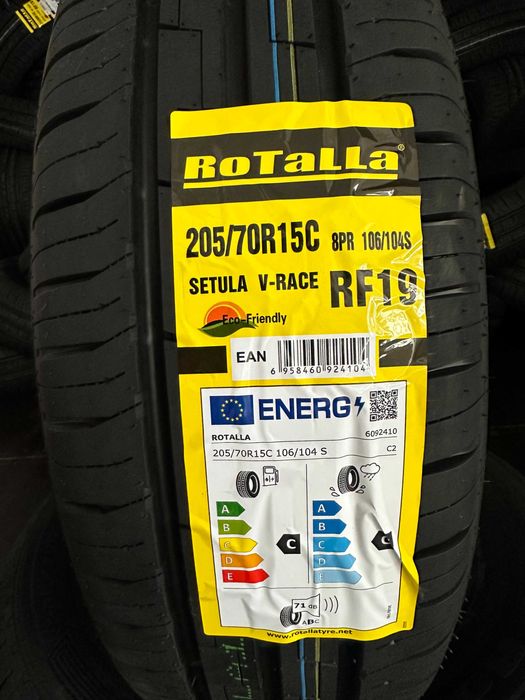 RoTaLLa®
205/70R15C 8PR 106/104S
SETULA V-RACE RF19
Eco-Friendly
EAN
6 958460 924104
ENERG
ROTALLA 6092410
205/70R15C 106/104 S C2
A
B
C
D
E
C
A
B
C
D
E
C
71 dB
ABC
www.rotallatyre.net